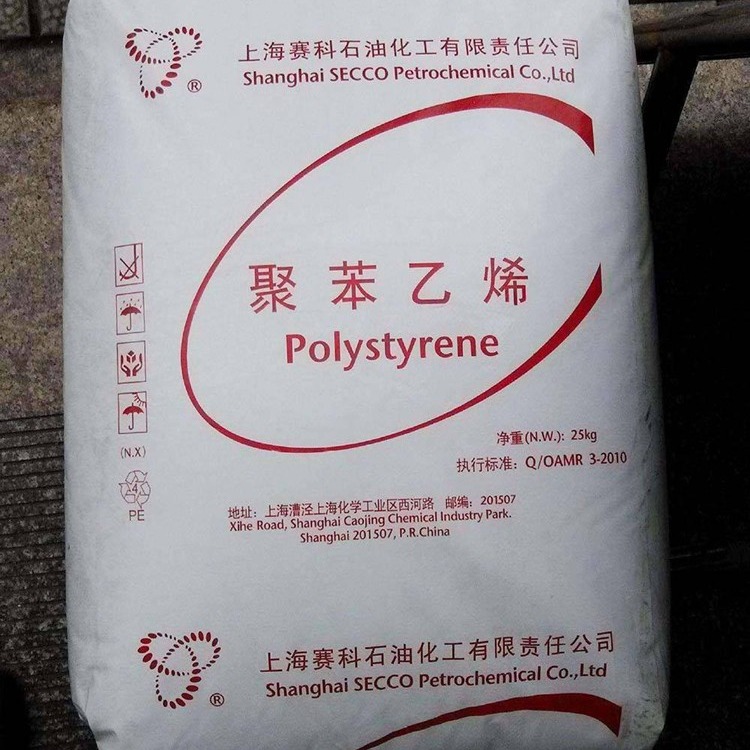 上海赛科石油化工有限责任公司
Shanghai SECCO Petrochemical Co.,Ltd
®
聚苯乙烯
Polystyrene
净重(N.W.): 25kg
执行标准: Q/OAMR 3-2010
(N.X)
4
PE
地址: 上海漕泾上海化学工业区西河路 邮编: 201507
Xihe Road, Shanghai Caojing Chemical Industry Park.
Shanghai 201507, P.R.China
上海赛科石油化工有限责任公司
Shanghai SECCO Petrochemical Co.,Ltd
®